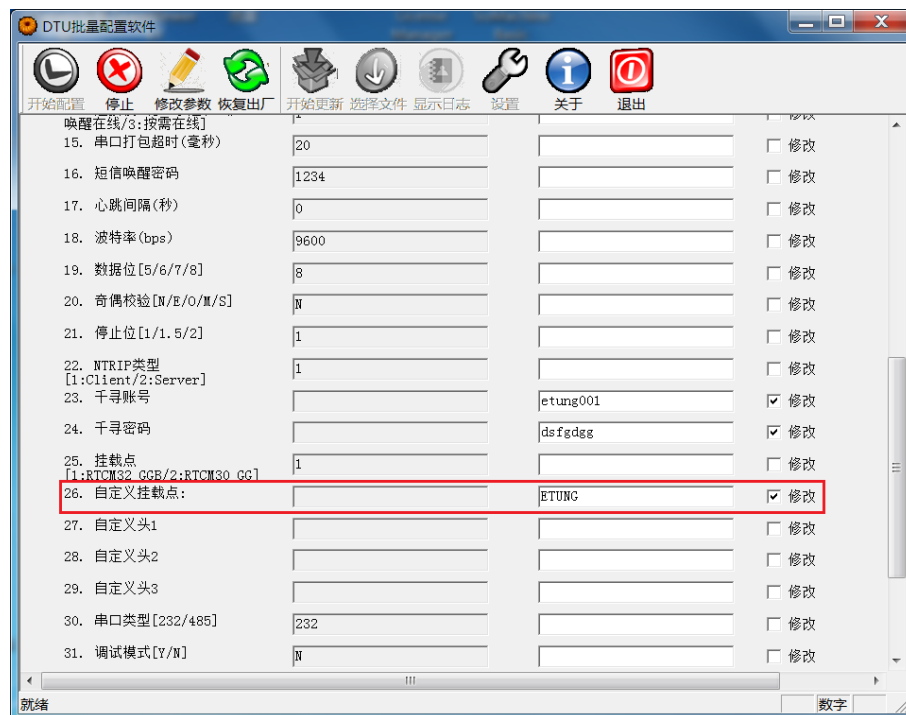 DTU批量配置软件
开始配置 停止 修改参数 恢复出厂 开始更新 选择文件 显示日志 设置 关于 退出
唤醒在线/3:按需在线] 1 修改
15. 串口打包超时(毫秒) 20 修改
16. 短信唤醒密码 1234 修改
17. 心跳间隔(秒) 0 修改
18. 波特率(bps) 9600 修改
19. 数据位[5/6/7/8] 8 修改
20. 奇偶校验[N/E/O/M/S] N 修改
21. 停止位[1/1.5/2] 1 修改
22. NTRIP类型 1 修改
[1:Client/2:Server]
23. 千寻账号 etung001 修改
24. 千寻密码 dsfgdgg 修改
25. 挂载点 1 修改
[1:RTCM32_GGB/2:RTCM30_GG]
26. 自定义挂载点: ETUNG 修改
27. 自定义头1 修改
28. 自定义头2 修改
29. 自定义头3 修改
30. 串口类型[232/485] 232 修改
31. 调试模式[Y/N] N 修改
就绪 数字